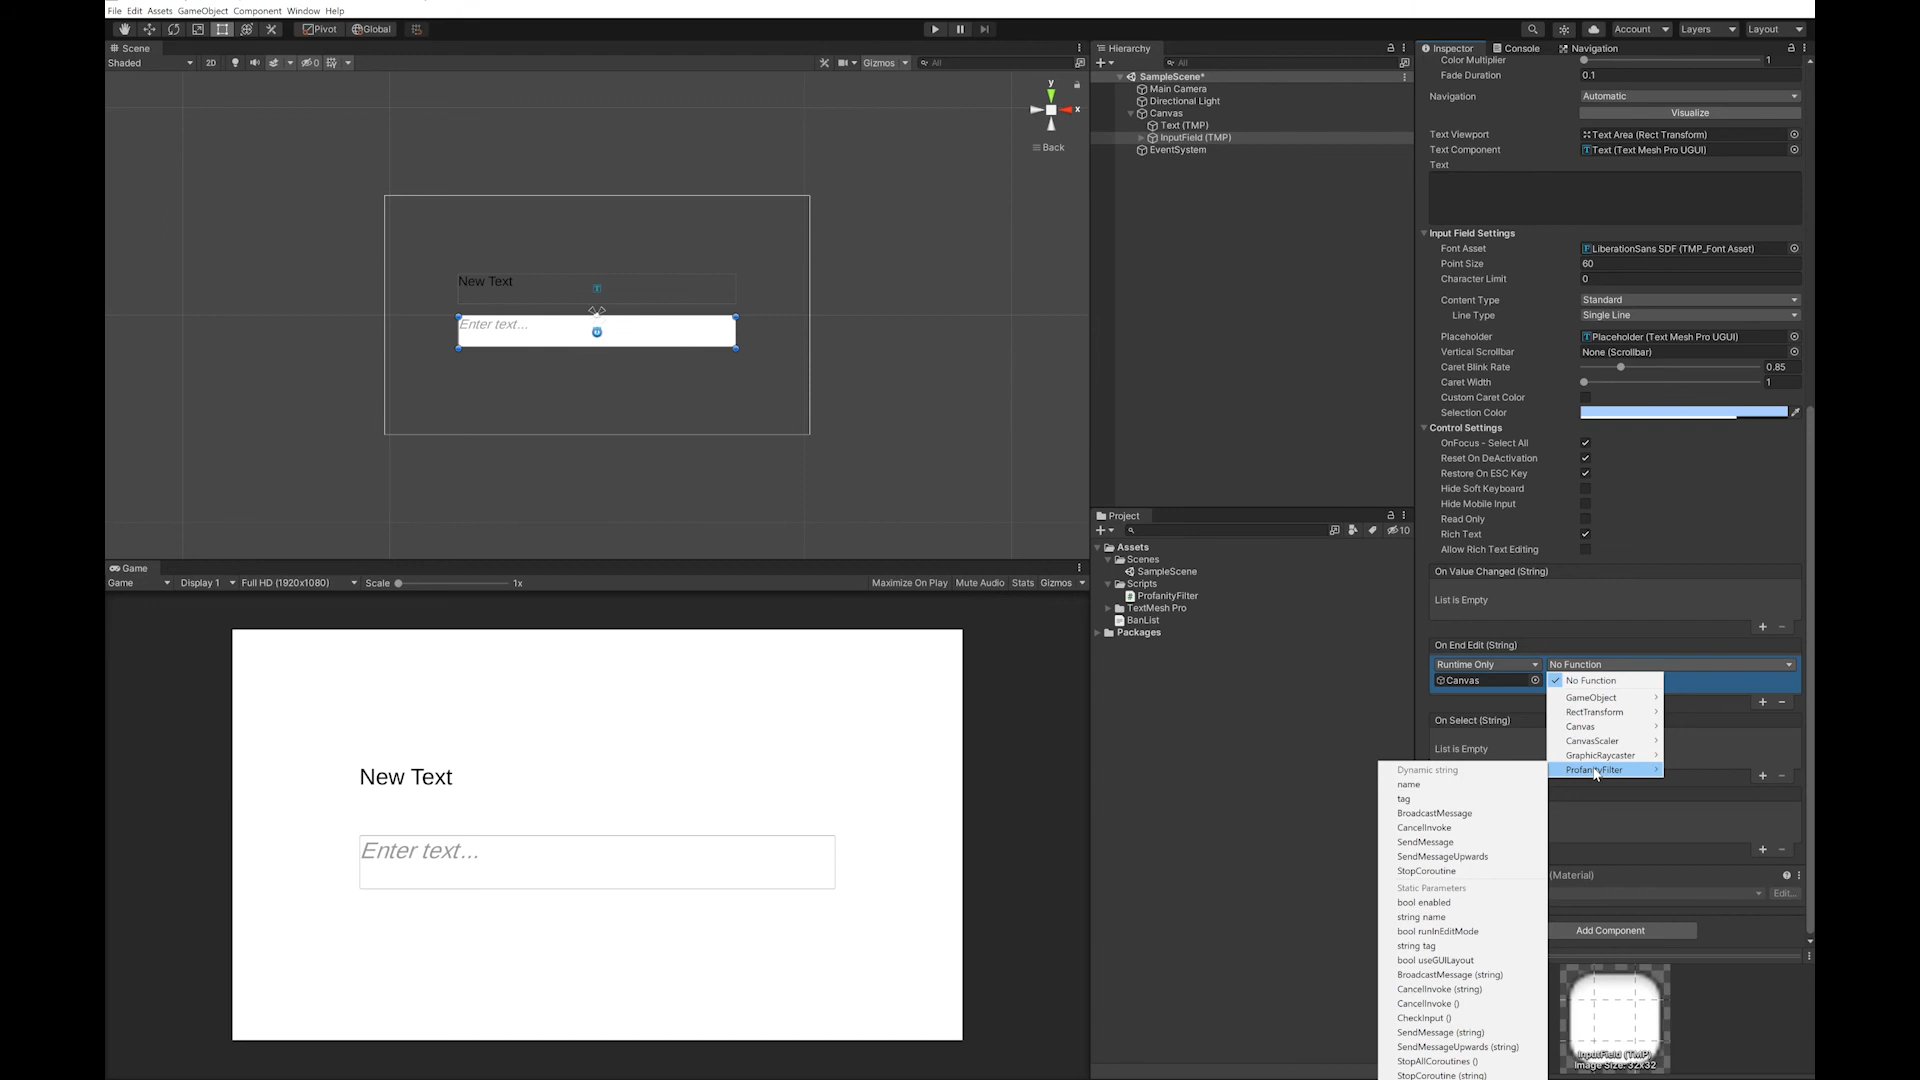 File Edit Assets GameObject Component Window Help
Pivot Global
Account Layers Layout
Scene
Shaded 2D 0 Gizmos All
y
x
Back
New Text
Enter text...
Game
Game Display 1 Full HD (1920x1080) Scale 1x Maximize On Play Mute Audio Stats Gizmos
New Text
Enter text...
Hierarchy
All
SampleScene*
Main Camera
Directional Light
Canvas
Text (TMP)
InputField (TMP)
EventSystem
Project
10
Assets
Scenes
SampleScene
Scripts
ProfanityFilter
TextMesh Pro
BanList
Packages
Inspector Console Navigation
Color Multiplier 1
Fade Duration 0.1
Navigation Automatic
Visualize
Text Viewport Text Area (Rect Transform)
Text Component Text (Text Mesh Pro UGUI)
Text
Input Field Settings
Font Asset LiberationSans SDF (TMP_Font Asset)
Point Size 60
Character Limit 0
Content Type Standard
Line Type Single Line
Placeholder Placeholder (Text Mesh Pro UGUI)
Vertical Scrollbar None (Scrollbar)
Caret Blink Rate 0.85
Caret Width 1
Custom Caret Color
Selection Color
Control Settings
OnFocus - Select All
Reset On DeActivation
Restore On ESC Key
Hide Soft Keyboard
Hide Mobile Input
Read Only
Rich Text
Allow Rich Text Editing
On Value Changed (String)
List is Empty
On End Edit (String)
Runtime Only No Function
Canvas
No Function
GameObject
RectTransform
Canvas
CanvasScaler
GraphicRaycaster
ProfanityFilter
On Select (String)
List is Empty
Dynamic string
name
tag
BroadcastMessage
CancelInvoke
SendMessage
SendMessageUpwards
StopCoroutine
Static Parameters
bool enabled
string name
bool runInEditMode
string tag
bool useGUILayout
BroadcastMessage (string)
CancelInvoke (string)
CancelInvoke ()
CheckInput ()
SendMessage (string)
SendMessageUpwards (string)
StopAllCoroutines ()
StopCoroutine (string)
(Material)
Edit...
Add Component
InputField (TMP)
Image Size: 32x32